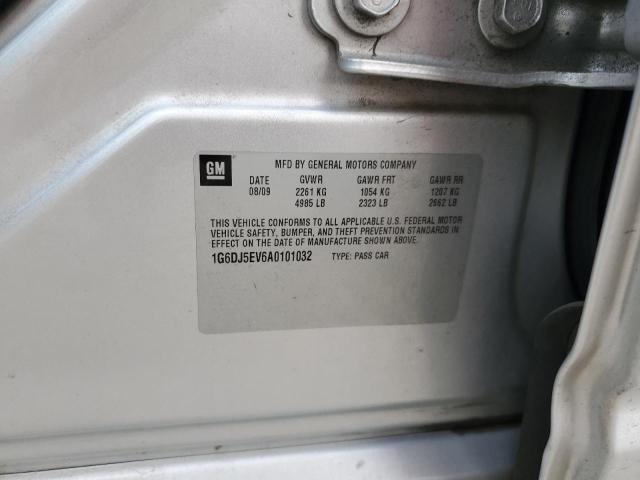 GM
MFD BY GENERAL MOTORS COMPANY
DATE GVWR GAWR FRT GAWR RR
08/09 2261 KG 1054 KG 1207 KG
4985 LB 2323 LB 2662 LB
THIS VEHICLE CONFORMS TO ALL APPLICABLE U.S. FEDERAL MOTOR
VEHICLE SAFETY, BUMPER, AND THEFT PREVENTION STANDARDS IN
EFFECT ON THE DATE OF MANUFACTURE SHOWN ABOVE.
1G6DJ5EV6A0101032 TYPE: PASS CAR